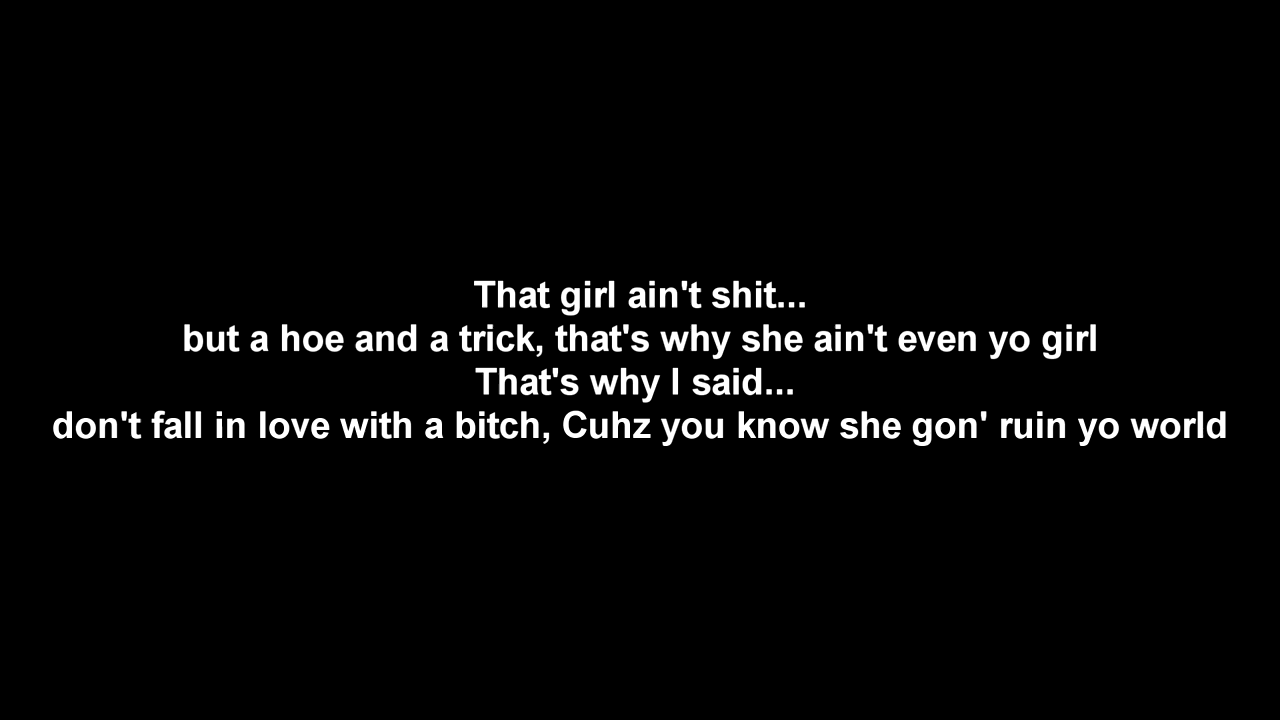 That girl ain't shit...
but a hoe and a trick, that's why she ain't even yo girl
That's why I said...
don't fall in love with a bitch, Cuhz you know she gon' ruin yo world